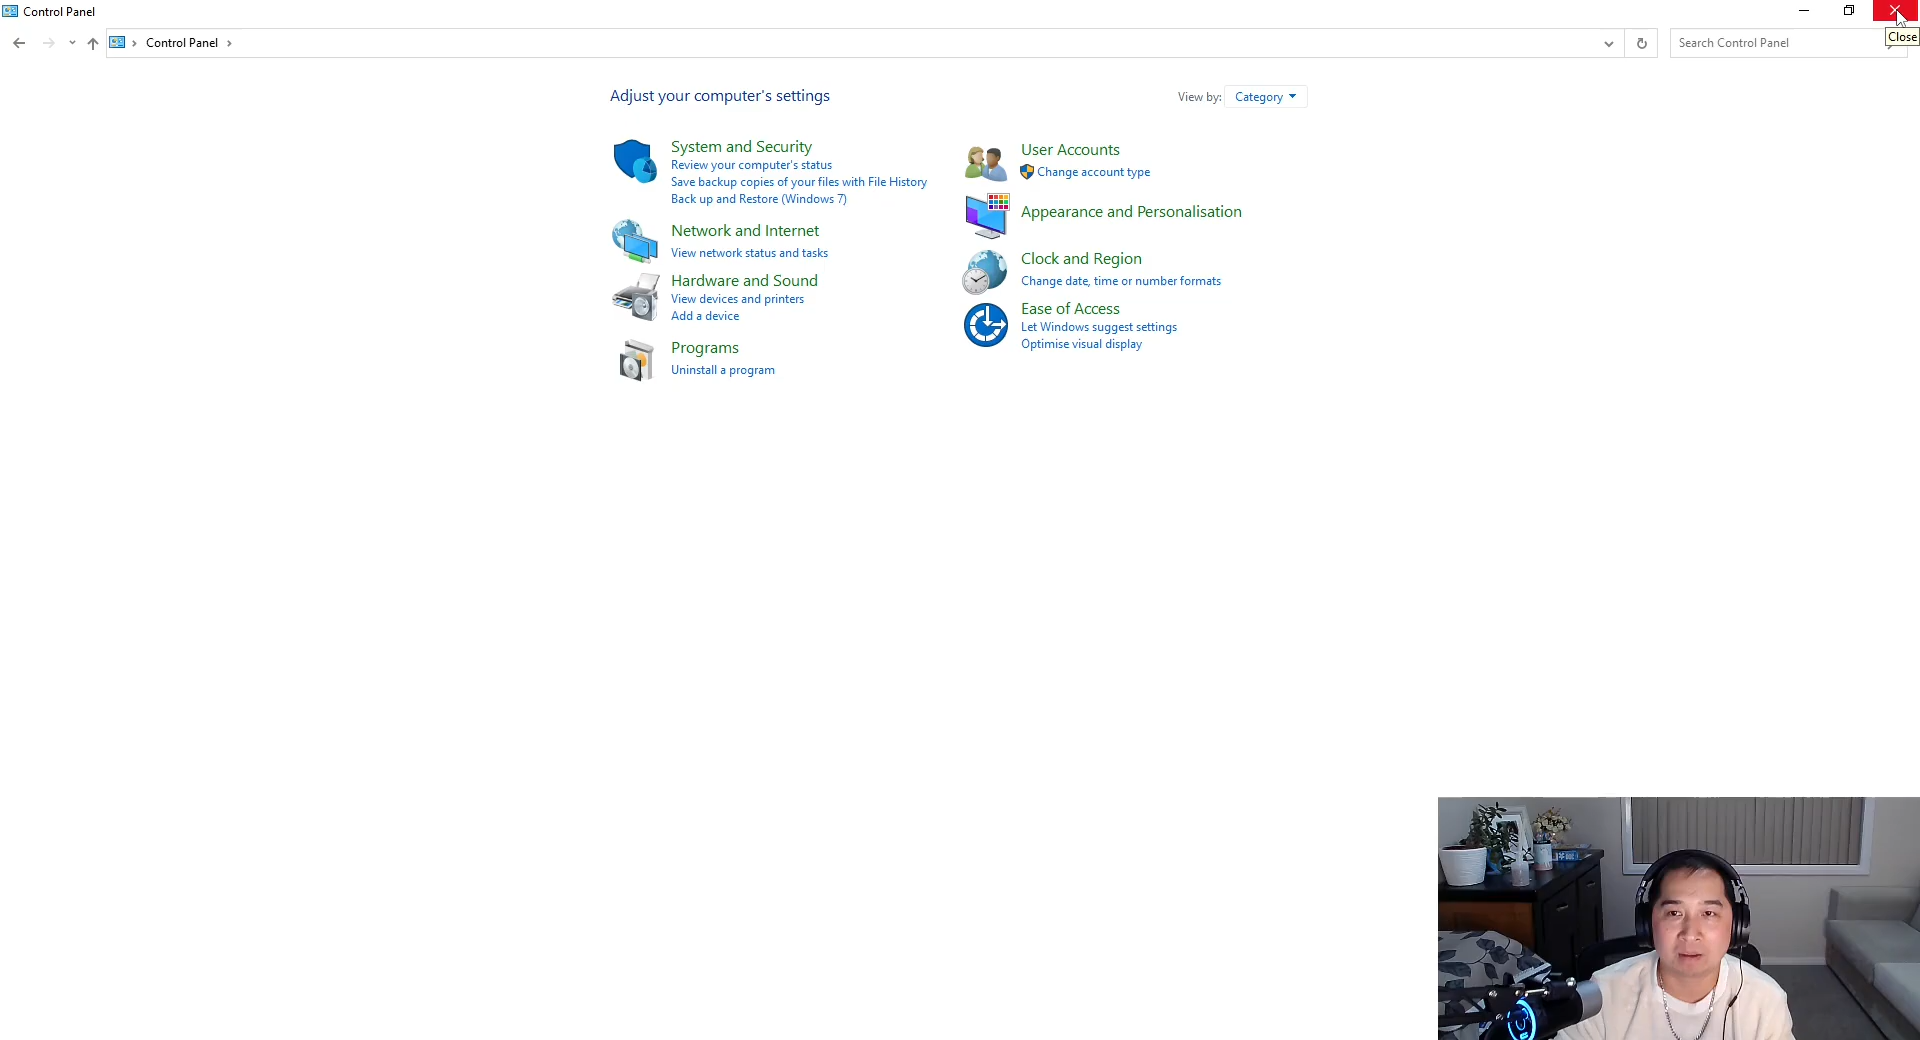 Control Panel
Close
Control Panel
Search Control Panel
Adjust your computer's settings
View by: Category
System and Security
Review your computer's status
Save backup copies of your files with File History
Back up and Restore (Windows 7)
Network and Internet
View network status and tasks
Hardware and Sound
View devices and printers
Add a device
Programs
Uninstall a program
User Accounts
Change account type
Appearance and Personalisation
Clock and Region
Change date, time or number formats
Ease of Access
Let Windows suggest settings
Optimise visual display